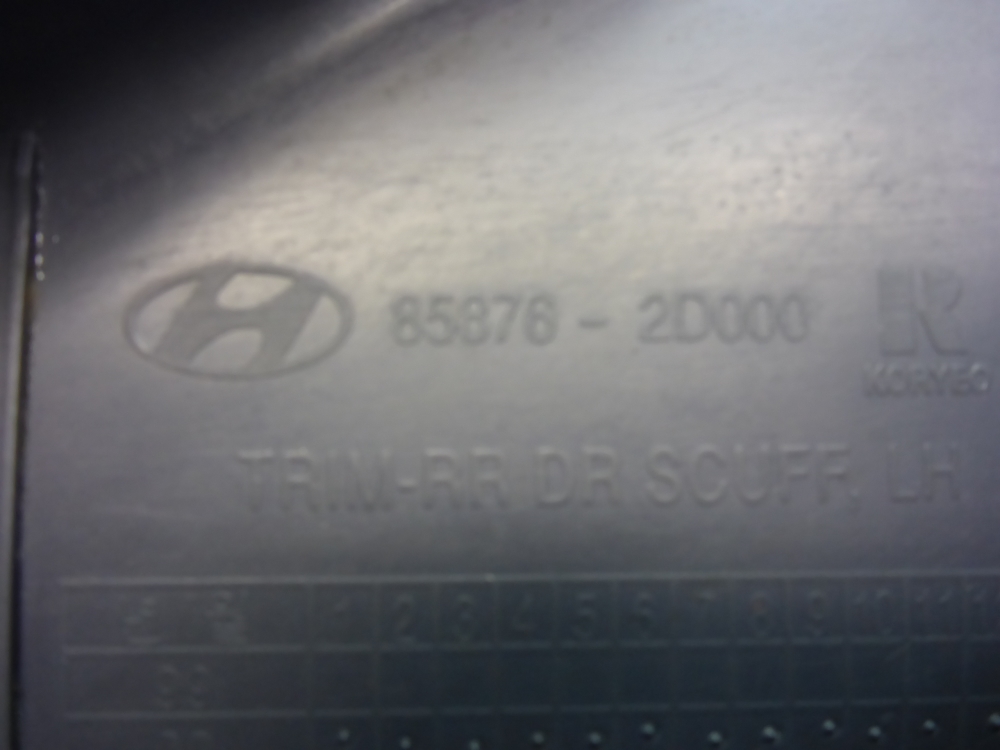 85876 - 2D000
KORYEO
TRIM-RR DR SCUFF, LH
1 2 3 4 5 6 7 8 9 10 11